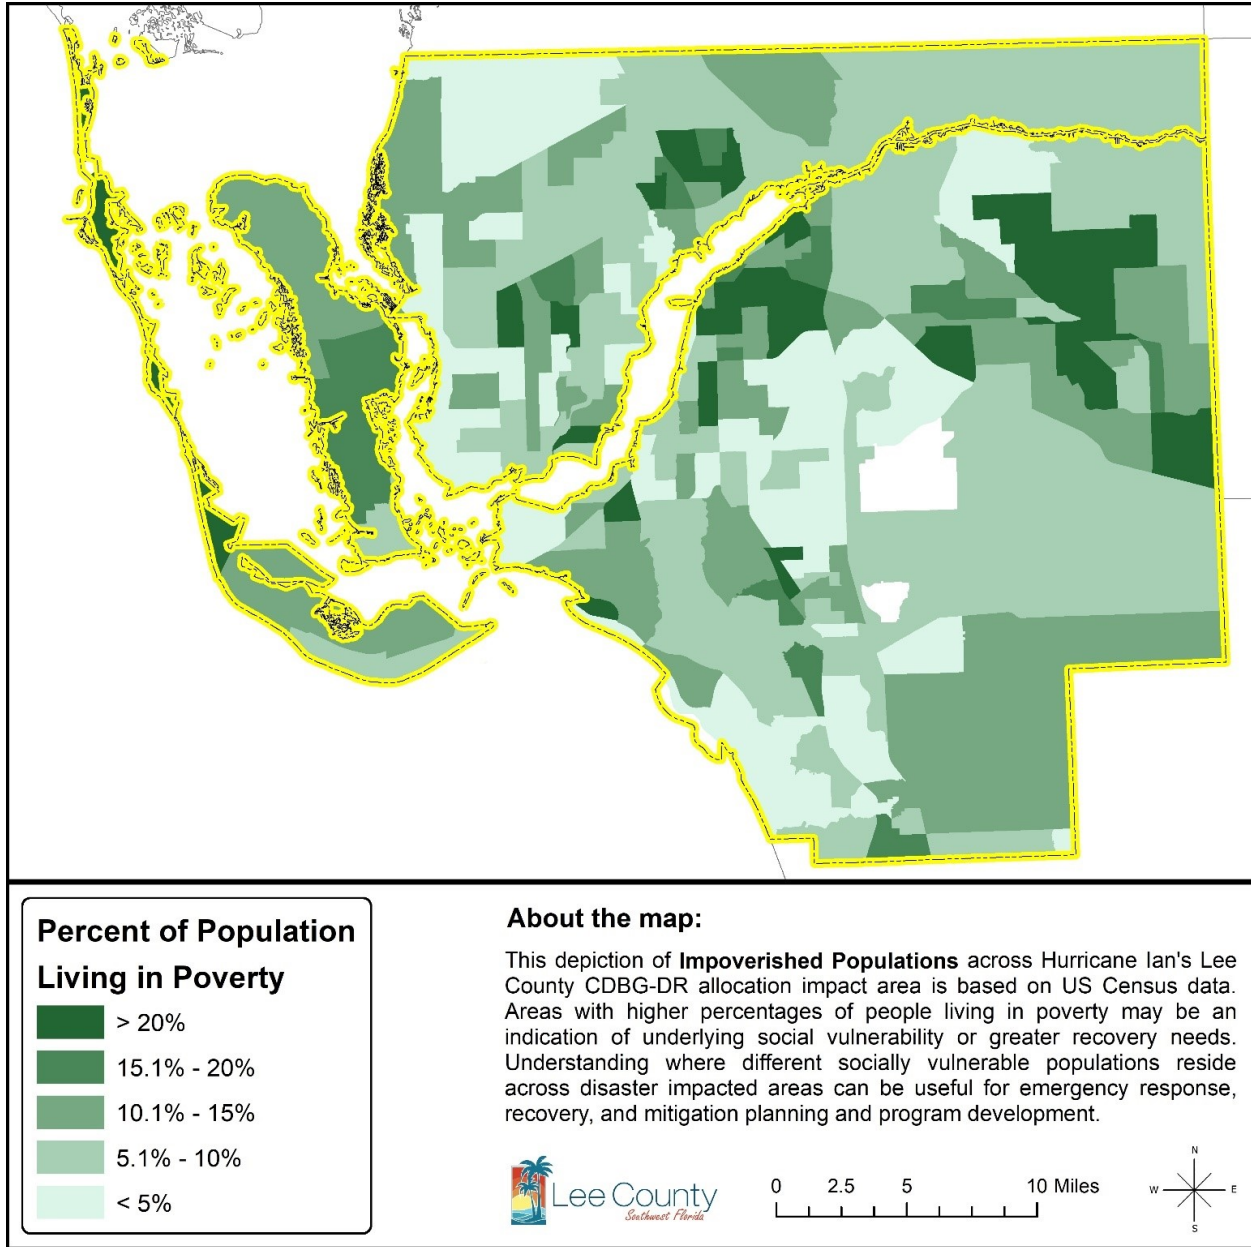 Percent of Population
Living in Poverty
> 20%
15.1% - 20%
10.1% - 15%
5.1% - 10%
< 5%
About the map:
This depiction of Impoverished Populations across Hurricane Ian's Lee
County CDBG-DR allocation impact area is based on US Census data.
Areas with higher percentages of people living in poverty may be an
indication of underlying social vulnerability or greater recovery needs.
Understanding where different socially vulnerable populations reside
across disaster impacted areas can be useful for emergency response,
recovery, and mitigation planning and program development.
Lee County
Southwest Florida
0 2.5 5 10 Miles
N
W E
S